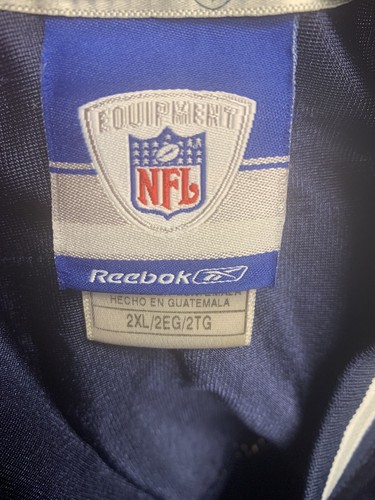 EQUIPMENT
NFL
Reebok
HECHO EN GUATEMALA
2XL/2EG/2TG